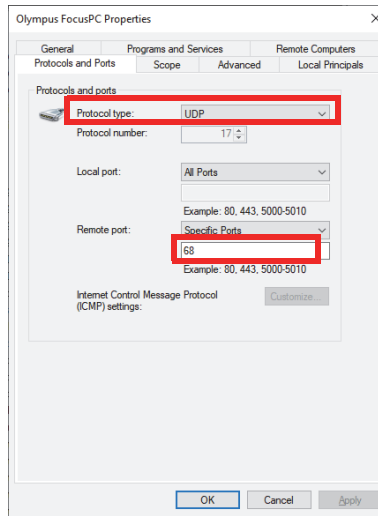 Olympus FocusPC Properties
General Programs and Services Remote Computers
Protocols and Ports Scope Advanced Local Principals
Protocols and ports
Protocol type: UDP
Protocol number: 17
Local port: All Ports
Example: 80, 443, 5000-5010
Remote port: Specific Ports
68
Example: 80, 443, 5000-5010
Internet Control Message Protocol Customize...
(ICMP) settings:
OK Cancel Apply